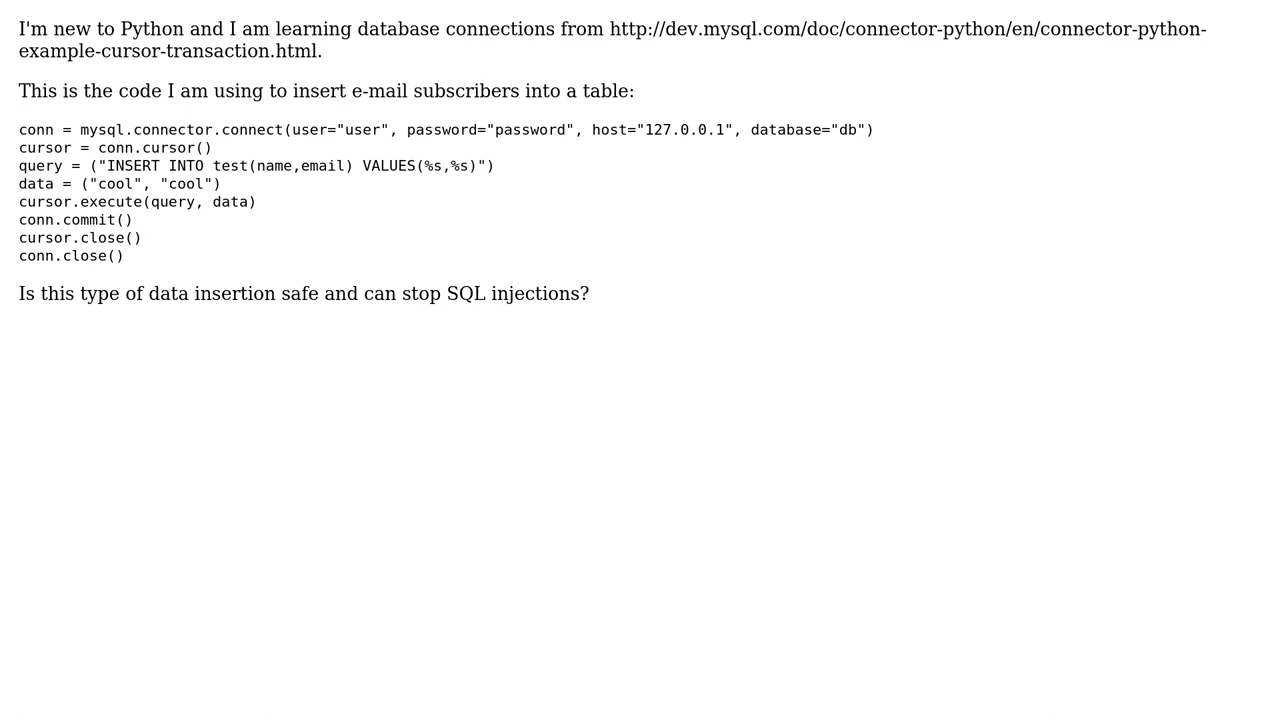 I'm new to Python and I am learning database connections from http://dev.mysql.com/doc/connector-python/en/connector-python-
example-cursor-transaction.html.
This is the code I am using to insert e-mail subscribers into a table:
conn = mysql.connector.connect(user="user", password="password", host="127.0.0.1", database="db")
cursor = conn.cursor()
query = ("INSERT INTO test(name,email) VALUES(%s,%s)")
data = ("cool", "cool")
cursor.execute(query, data)
conn.commit()
cursor.close()
conn.close()
Is this type of data insertion safe and can stop SQL injections?